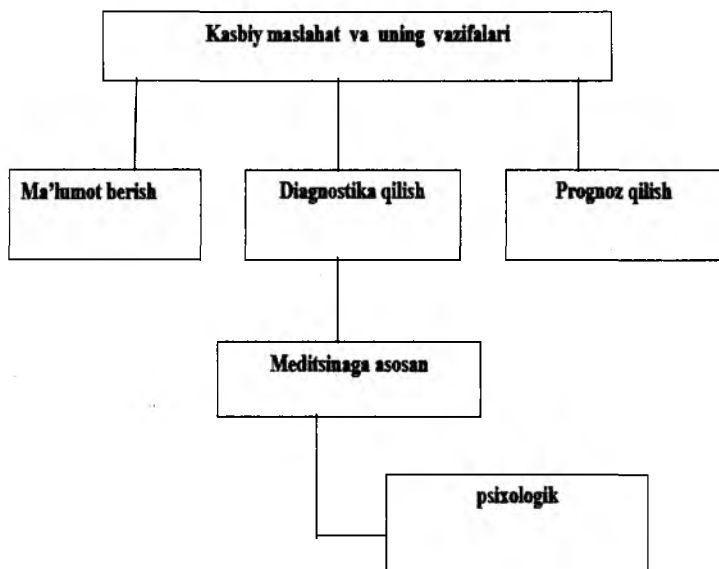 Kasbiy maslahat va uning vazifalari
Ma'lumot berish
Diagnostika qilish
Prognoz qilish
Meditsinaga asosan
psixologik